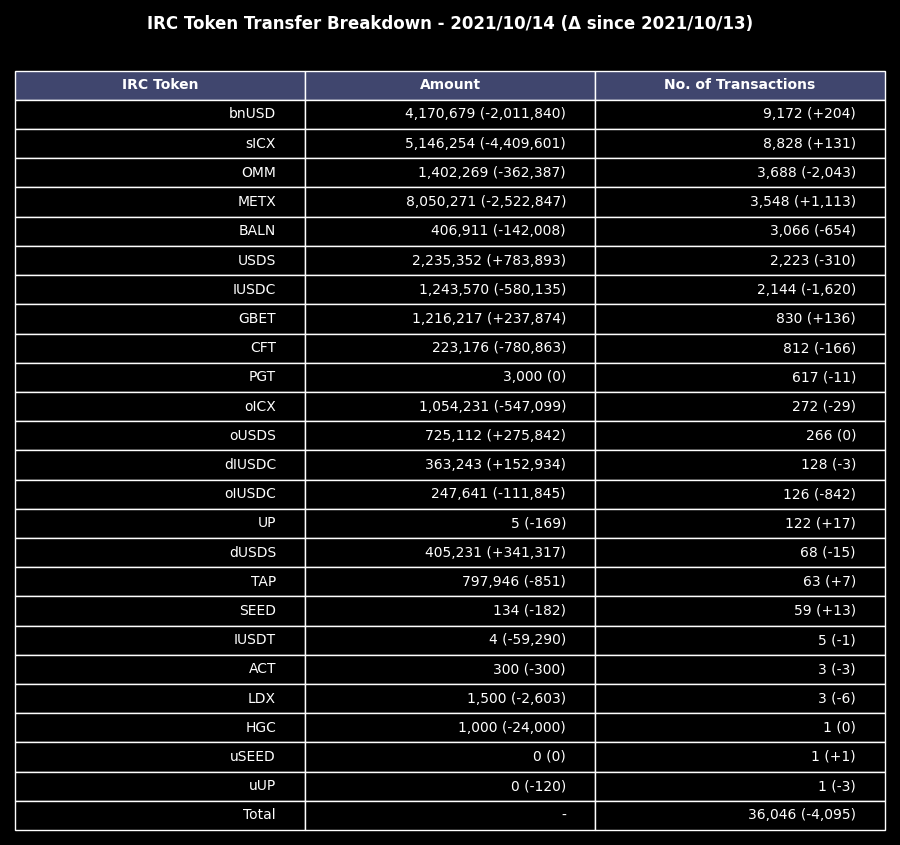 IRC Token Transfer Breakdown - 2021/10/14 (Δ since 2021/10/13)
IRC Token Amount No. of Transactions
bnUSD 4,170,679 (-2,011,840) 9,172 (+204)
sICX 5,146,254 (-4,409,601) 8,828 (+131)
OMM 1,402,269 (-362,387) 3,688 (-2,043)
METX 8,050,271 (-2,522,847) 3,548 (+1,113)
BALN 406,911 (-142,008) 3,066 (-654)
USDS 2,235,352 (+783,893) 2,223 (-310)
IUSDC 1,243,570 (-580,135) 2,144 (-1,620)
GBET 1,216,217 (+237,874) 830 (+136)
CFT 223,176 (-780,863) 812 (-166)
PGT 3,000 (0) 617 (-11)
oICX 1,054,231 (-547,099) 272 (-29)
oUSDS 725,112 (+275,842) 266 (0)
dIUSDC 363,243 (+152,934) 128 (-3)
oIUSDC 247,641 (-111,845) 126 (-842)
UP 5 (-169) 122 (+17)
dUSDS 405,231 (+341,317) 68 (-15)
TAP 797,946 (-851) 63 (+7)
SEED 134 (-182) 59 (+13)
IUSDT 4 (-59,290) 5 (-1)
ACT 300 (-300) 3 (-3)
LDX 1,500 (-2,603) 3 (-6)
HGC 1,000 (-24,000) 1 (0)
uSEED 0 (0) 1 (+1)
uUP 0 (-120) 1 (-3)
Total - 36,046 (-4,095)